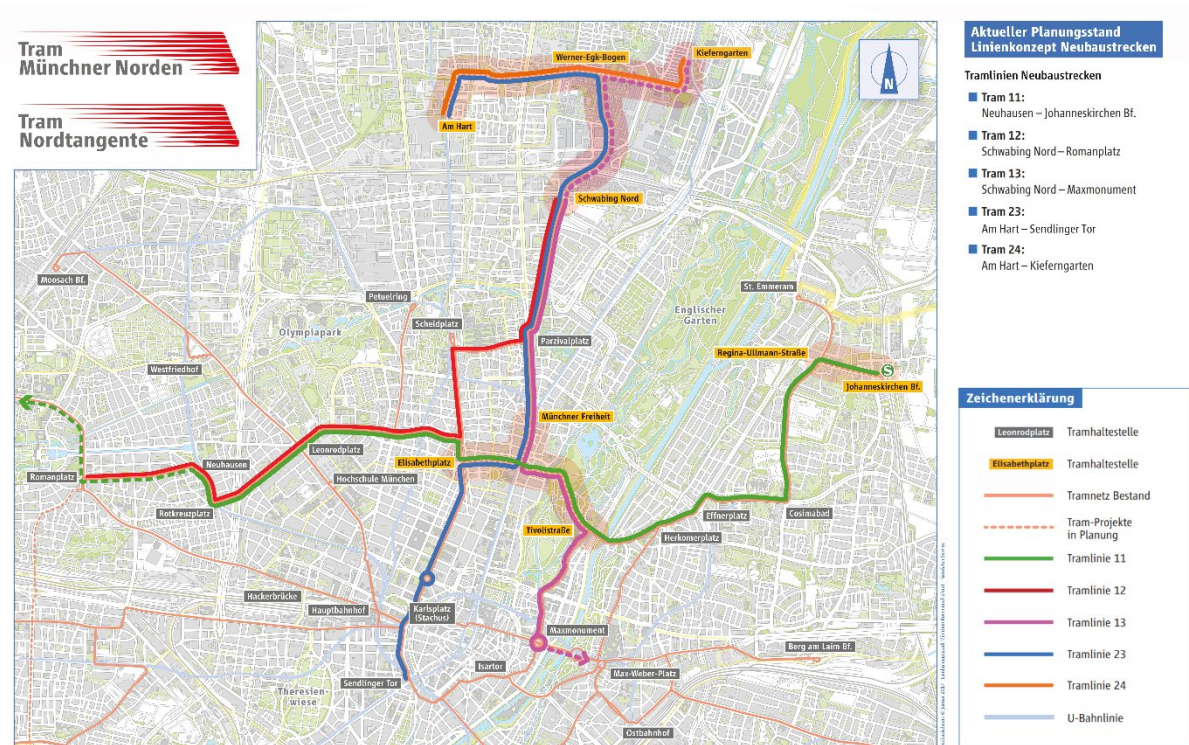 Tram
Münchner Norden
Tram
Nordtangente
Werner-Egk-Bogen
Kieferngarten
Am Hart
N
Schwabing Nord
Moosach Bf.
Petuelring
St. Emmeram
Scheidplatz
Olympiapark
Englischer
Garten
Parzivalplatz
Westfriedhof
Regina-Ullmann-Straße
S
Johanneskirchen Bf.
Münchner Freiheit
Leonrodplatz
Neuhausen
Elisabethplatz
Romanplatz
Hochschule München
Rotkreuzplatz
Effnerplatz
Cosimabad
Tivolistraße
Herkomerplatz
Hackerbrücke
Hauptbahnhof
Karlsplatz
(Stachus)
Maxmonument
Berg am Laim Bf.
Isartor
Max-Weber-Platz
Sendlinger Tor
Theresien-
wiese
Ostbahnhof
Aktueller Planungsstand
Linienkonzept Neubaustrecken
Tramlinien Neubaustrecken
Tram 11:
Neuhausen – Johanneskirchen Bf.
Tram 12:
Schwabing Nord – Romanplatz
Tram 13:
Schwabing Nord – Maxmonument
Tram 23:
Am Hart – Sendlinger Tor
Tram 24:
Am Hart – Kieferngarten
Zeichenerklärung
Leonrodplatz Tramhaltestelle
Elisabethplatz Tramhaltestelle
Tramnetz Bestand
Tram-Projekte
in Planung
Tramlinie 11
Tramlinie 12
Tramlinie 13
Tramlinie 23
Tramlinie 24
U-Bahnlinie